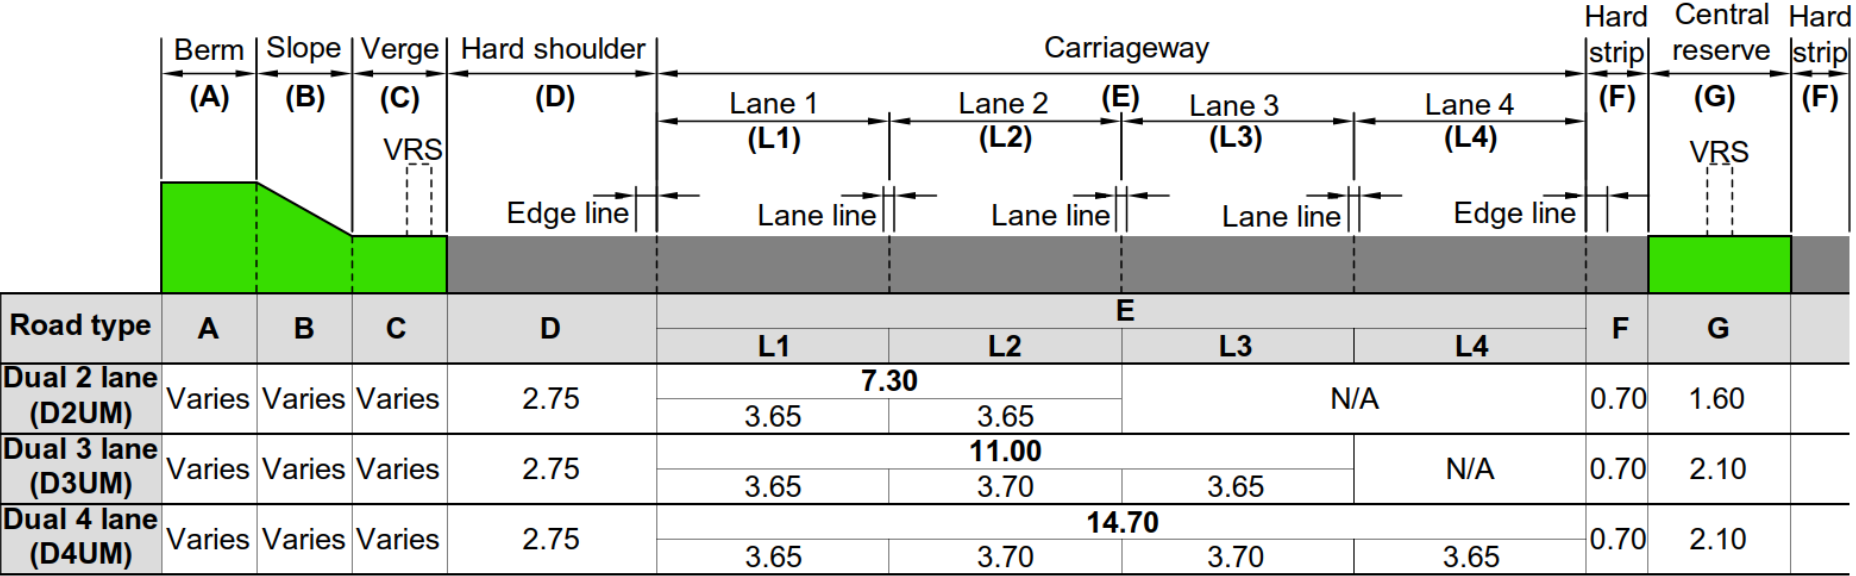 Berm
Slope
Verge
Hard shoulder
Carriageway
Hard strip
Central reserve
Hard strip
(A)
(B)
(C)
(D)
(E)
(F)
(G)
(F)
Lane 1
Lane 2
Lane 3
Lane 4
(L1)
(L2)
(L3)
(L4)
VRS
VRS
Edge line
Lane line
Lane line
Lane line
Edge line
Road type
A
B
C
D
E
F
G
L1
L2
L3
L4
Dual 2 lane
(D2UM)
Varies
Varies
Varies
2.75
7.30
3.65
3.65
N/A
0.70
1.60
Dual 3 lane
(D3UM)
Varies
Varies
Varies
2.75
11.00
3.65
3.70
3.65
N/A
0.70
2.10
Dual 4 lane
(D4UM)
Varies
Varies
Varies
2.75
14.70
3.65
3.70
3.70
3.65
0.70
2.10